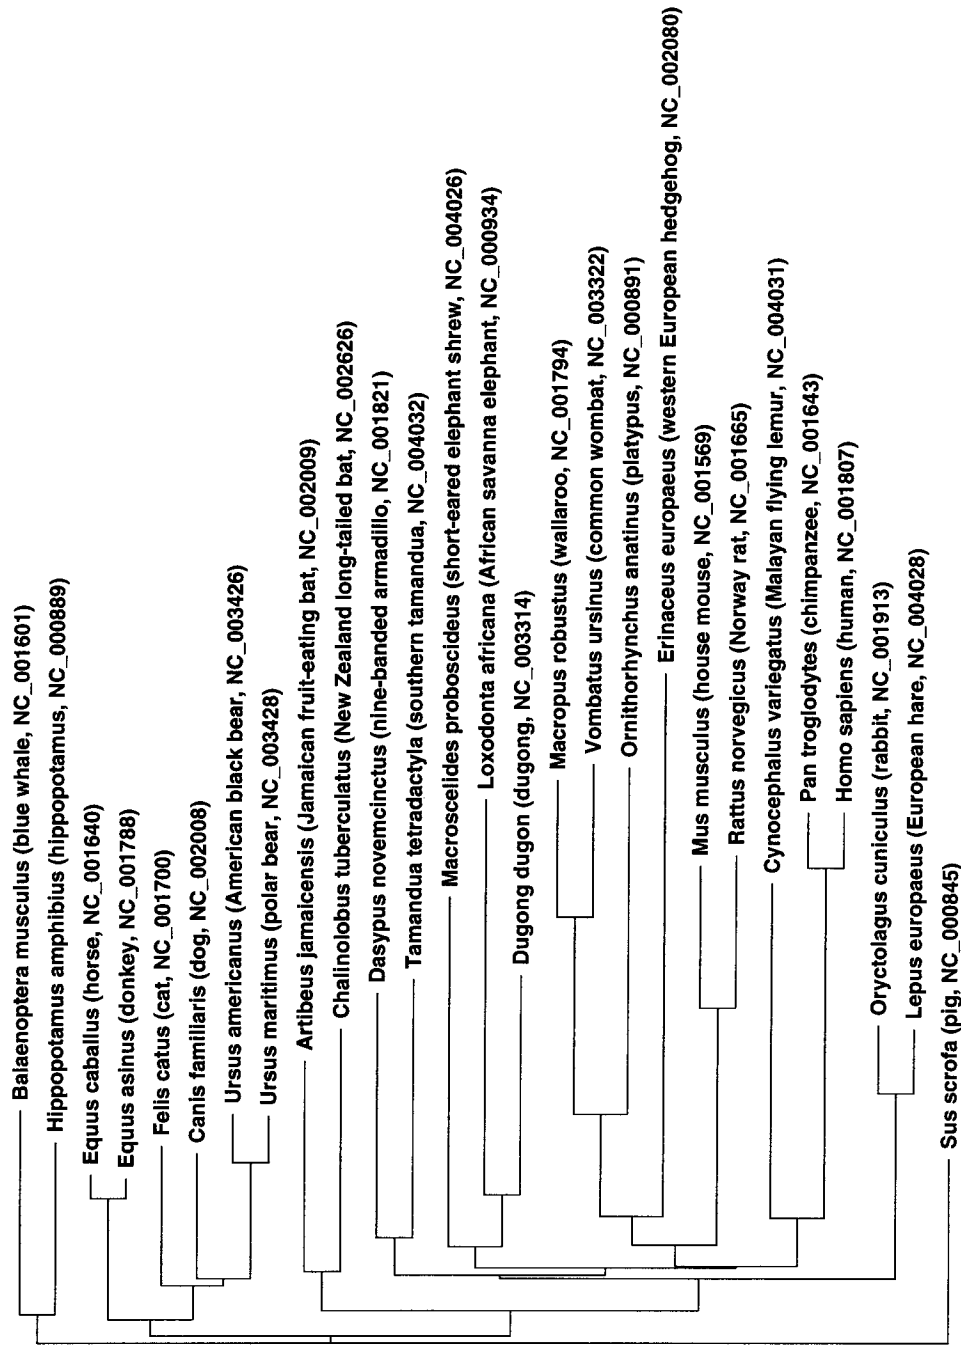 Balaenoptera musculus (blue whale, NC_001601)
Hippopotamus amphibius (hippopotamus, NC_000889)
Equus caballus (horse, NC_001640)
Equus asinus (donkey, NC_001788)
Felis catus (cat, NC_001700)
Canis familiaris (dog, NC_002008)
Ursus americanus (American black bear, NC_003426)
Ursus maritimus (polar bear, NC_003428)
Artibeus jamaicensis (Jamaican fruit-eating bat, NC_002009)
Chalinolobus tuberculatus (New Zealand long-tailed bat, NC_002626)
Dasypus novemcinctus (nine-banded armadillo, NC_001821)
Tamandua tetradactyla (southern tamandua, NC_004032)
Macroscelides proboscideus (short-eared elephant shrew, NC_004026)
Loxodonta africana (African savanna elephant, NC_000934)
Dugong dugon (dugong, NC_003314)
Macropus robustus (wallaroo, NC_001794)
Vombatus ursinus (common wombat, NC_003322)
Ornithorhynchus anatinus (platypus, NC_000891)
Erinaceus europaeus (western European hedgehog, NC_002080)
Mus musculus (house mouse, NC_001569)
Rattus norvegicus (Norway rat, NC_001665)
Cynocephalus variegatus (Malayan flying lemur, NC_004031)
Pan troglodytes (chimpanzee, NC_001643)
Homo sapiens (human, NC_001807)
Oryctolagus cuniculus (rabbit, NC_001913)
Lepus europaeus (European hare, NC_004028)
Sus scrofa (pig, NC_000845)